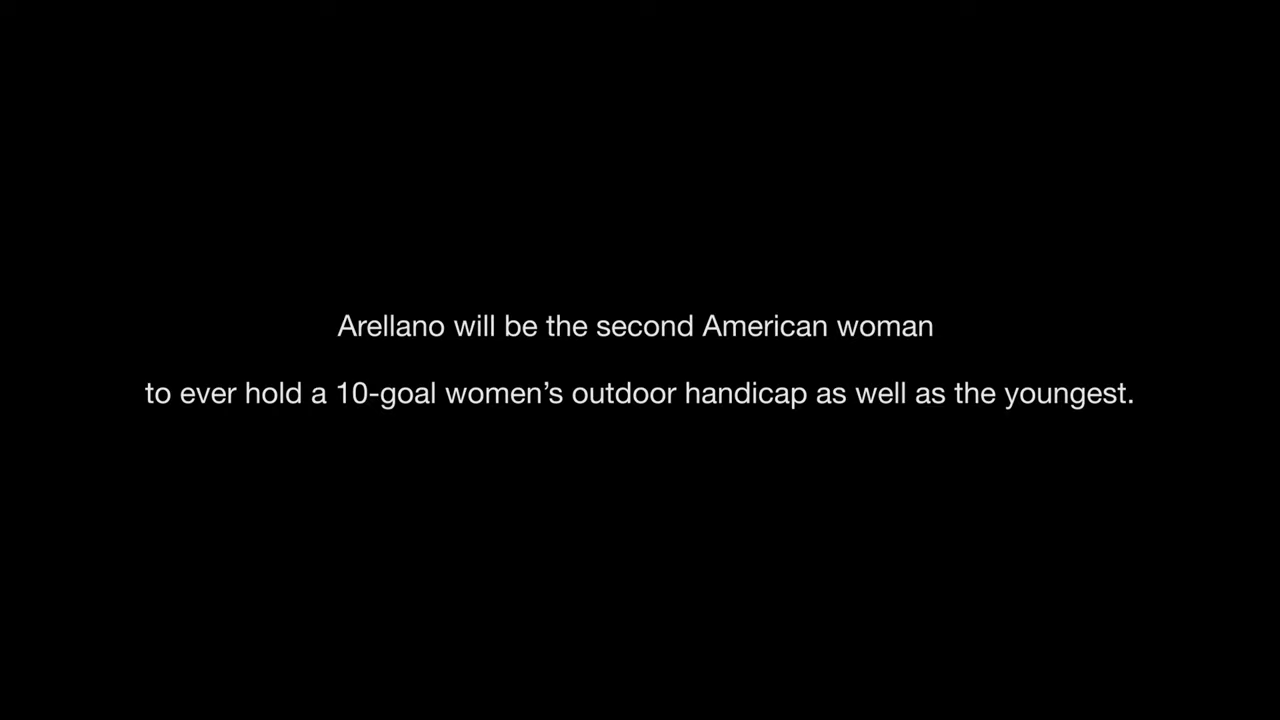 Arellano will be the second American woman
to ever hold a 10-goal women’s outdoor handicap as well as the youngest.